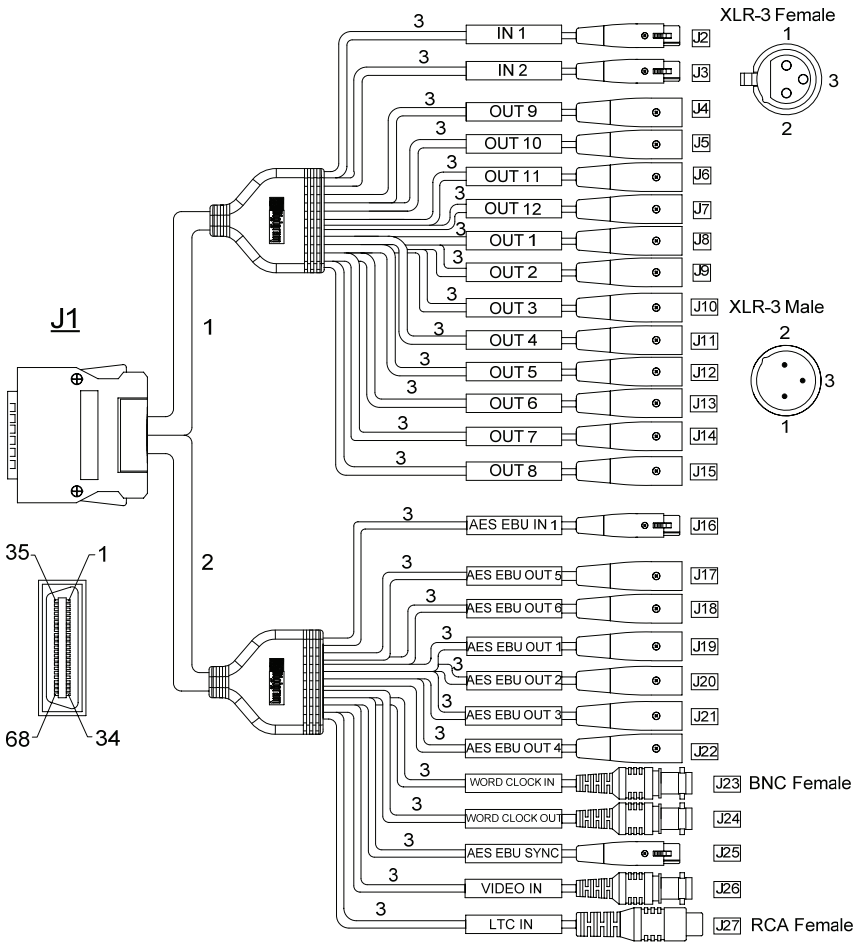 XLR-3 Female
3 IN 1 J2
1
3 IN 2 J3
3
2
3 OUT 9 J4
3 OUT 10 J5
3 OUT 11 J6
3 OUT 12 J7
3 OUT 1 J8
3 OUT 2 J9
3 OUT 3 J10 XLR-3 Male
J1
1
3 OUT 4 J11
2
3 OUT 5 J12
3
3 OUT 6 J13
1
3 OUT 7 J14
3 OUT 8 J15
3 AES EBU IN 1 J16
35 1
2
3 AES EBU OUT 5 J17
3 AES EBU OUT 6 J18
3 AES EBU OUT 1 J19
3 AES EBU OUT 2 J20
3 AES EBU OUT 3 J21
68 34
3 AES EBU OUT 4 J22
3 WORD CLOCK IN J23 BNC Female
3 WORD CLOCK OUT J24
3 AES EBU SYNC J25
3 VIDEO IN J26
3 LTC IN J27 RCA Female